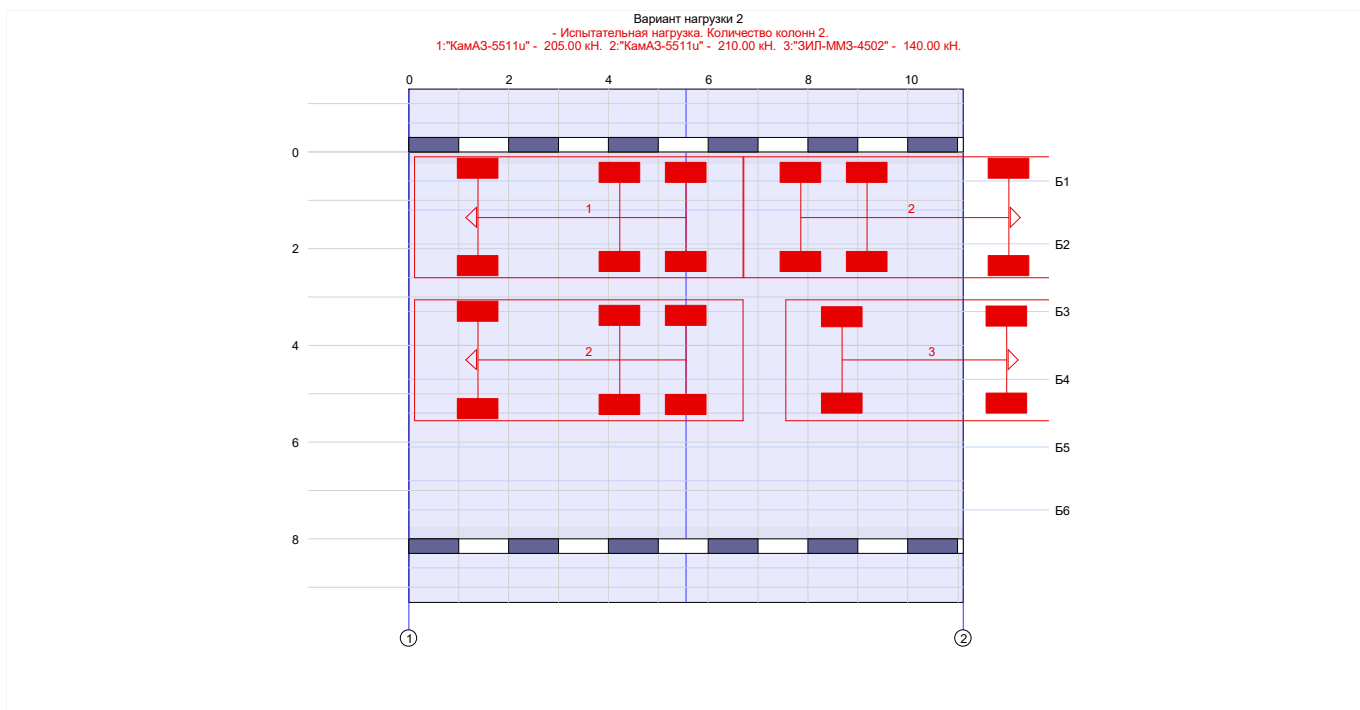 Вариант нагрузки 2
- Испытательная нагрузка. Количество колонн 2.
1:"КамАЗ-5511u" - 205.00 кН. 2:"КамАЗ-5511u" - 210.00 кН. 3:"ЗИЛ-ММЗ-4502" - 140.00 кН.
0 2 4 6 8 10
0
Б1
1 2
2 Б2
Б3
4 2 3
Б4
6 Б5
Б6
8
1 2